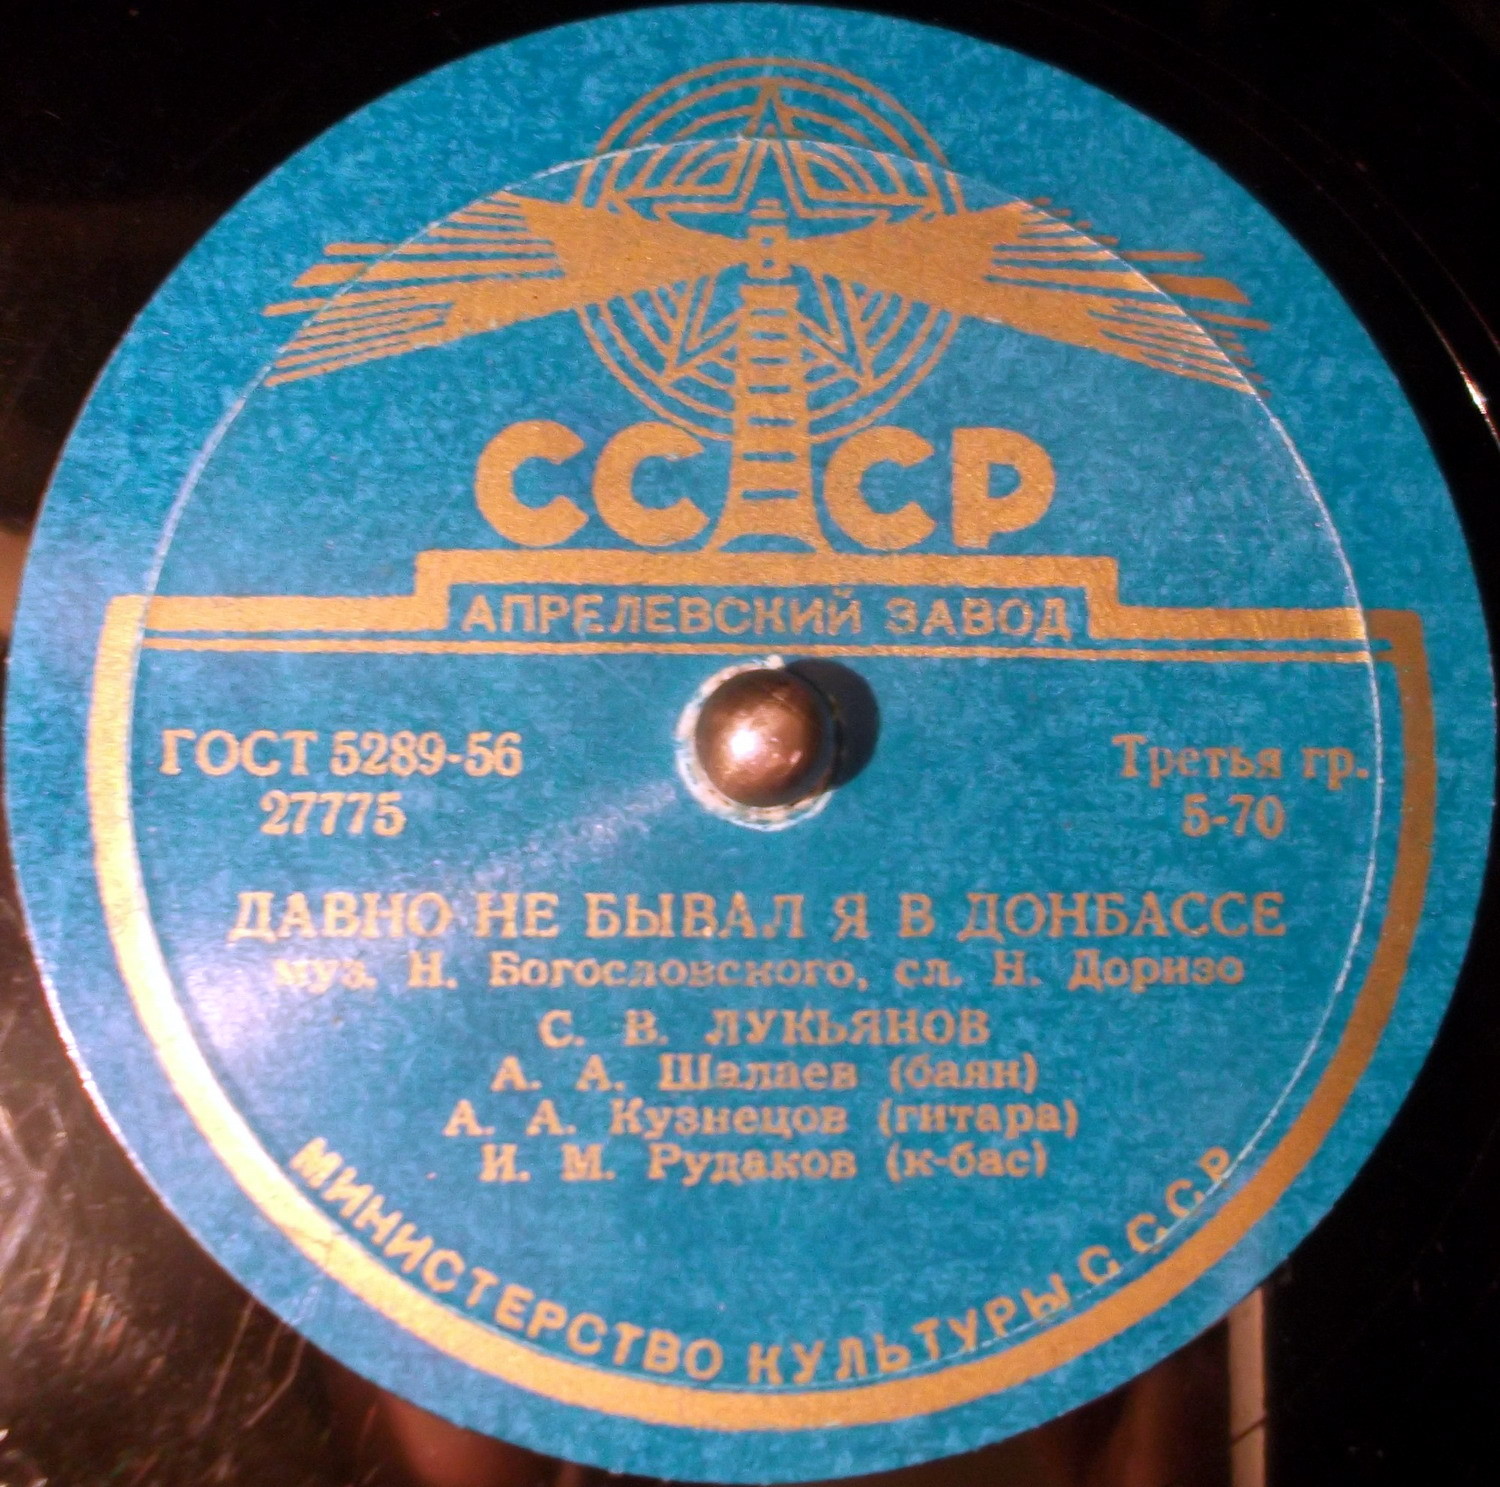 СССР
АПРЕЛЕВСКИЙ ЗАВОД
ГОСТ 5289-56
27775
Третья гр.
5-70
ДАВНО НЕ БЫВАЛ Я В ДОНБАССЕ
муз. Н. Богословского, сл. Н. Доризо
С. В. ЛУКЬЯНОВ
А. А. Шалаев (баян)
А. А. Кузнецов (гитара)
И. М. Рудаков (к-бас)
МИНИСТЕРСТВО КУЛЬТУРЫ СССР